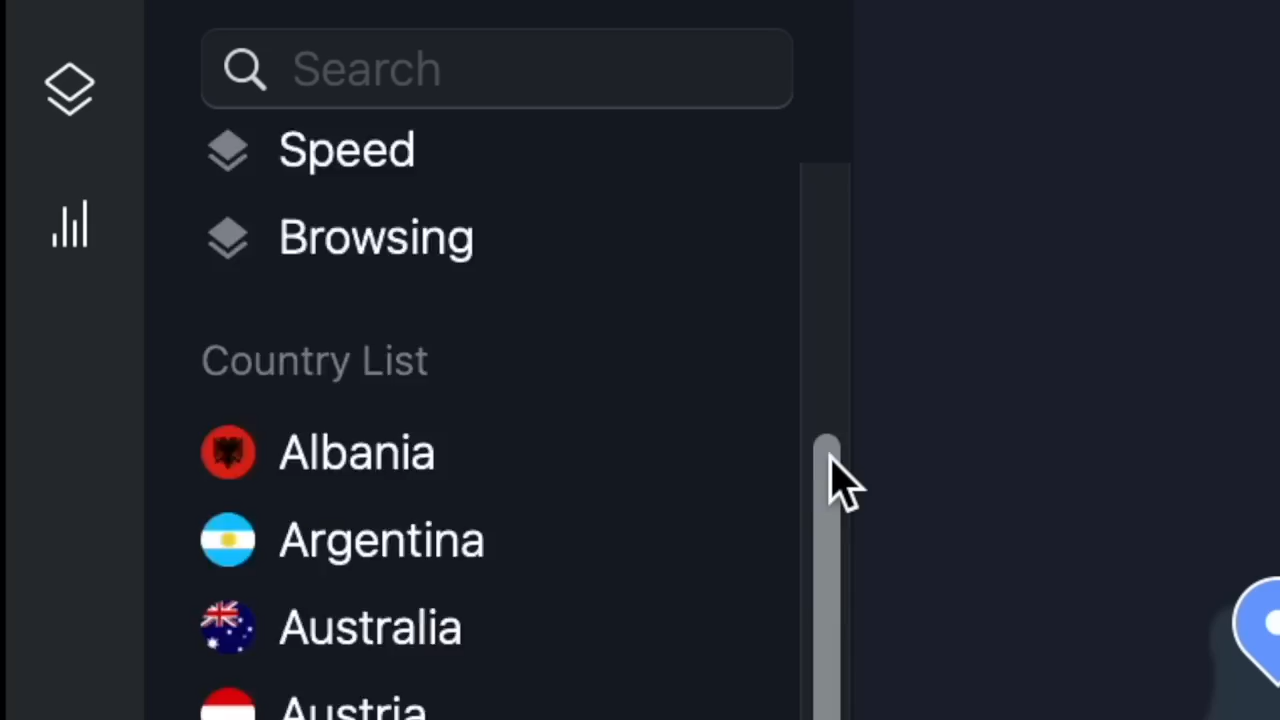 Search
Speed
Browsing
Country List
Albania
Argentina
Australia
Austria